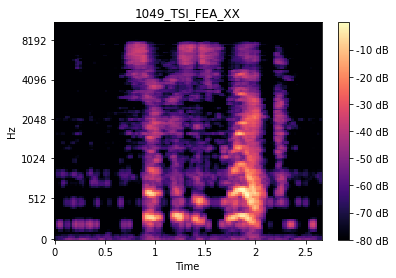 1049_TSI_FEA_XX
8192
4096
2048
1024
512
0
Hz
0
0.5
1
1.5
2
2.5
Time
-10 dB
-20 dB
-30 dB
-40 dB
-50 dB
-60 dB
-70 dB
-80 dB